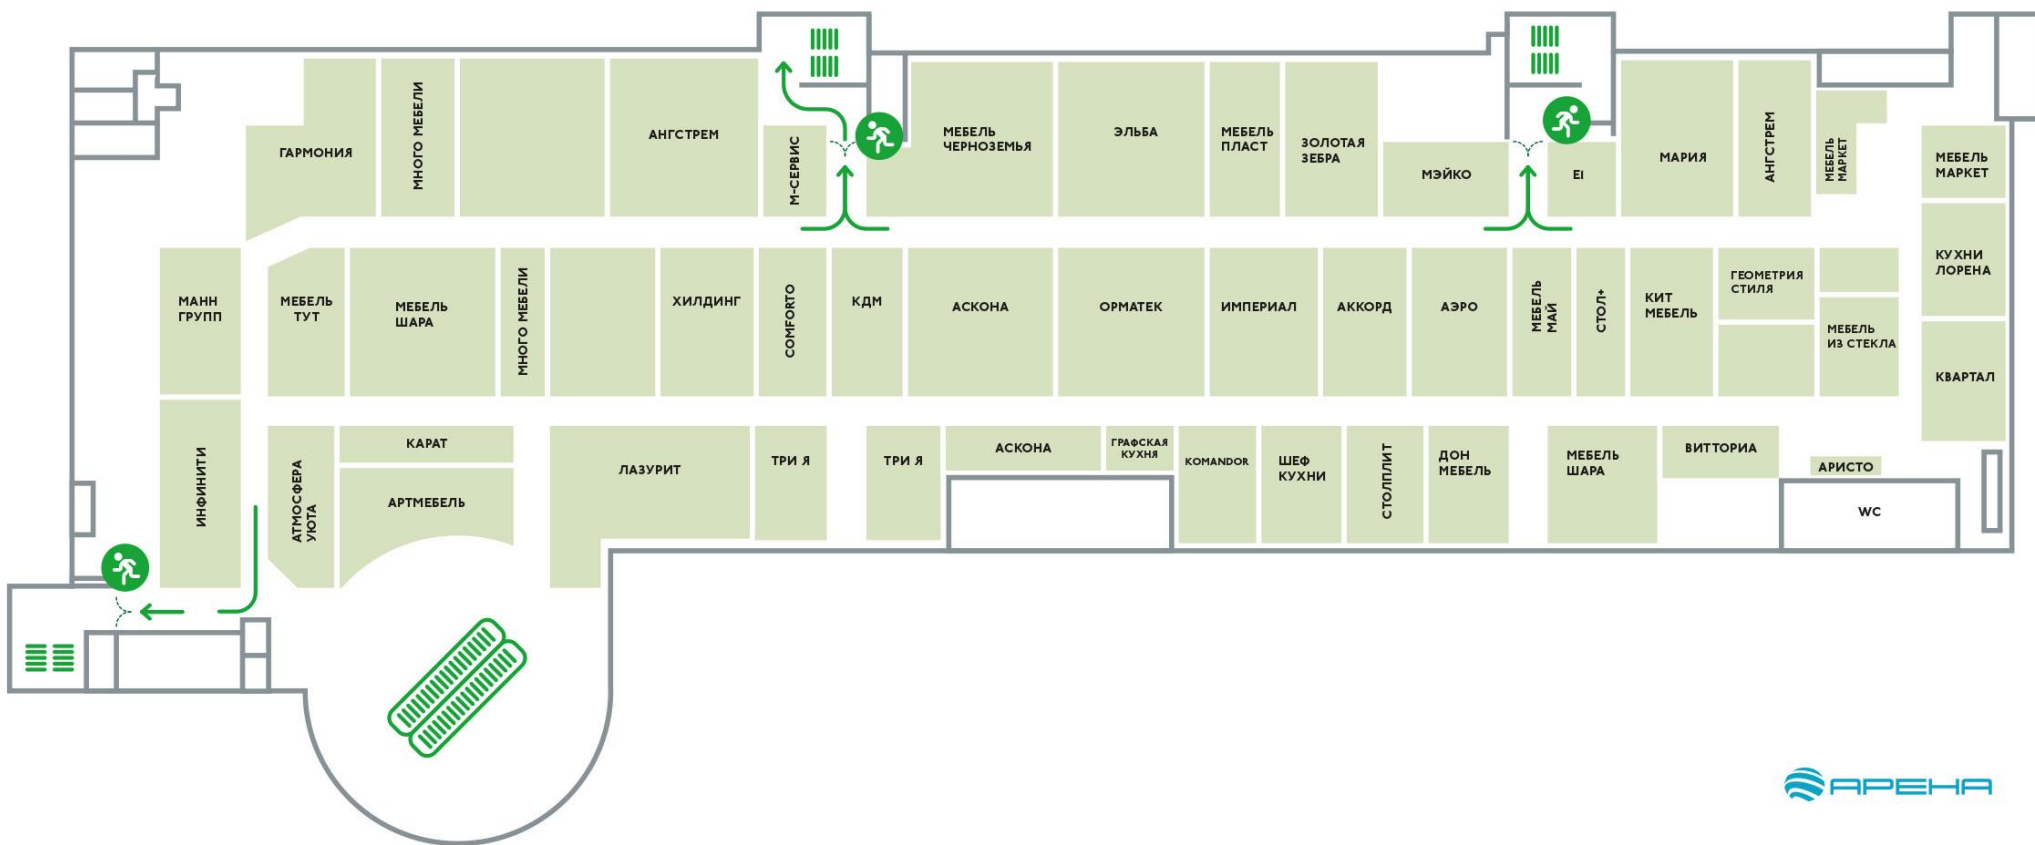 ГАРМОНИЯ
МНОГО МЕБЕЛИ
АНГСТРЕМ
М-СЕРВИС
МЕБЕЛЬ
ЧЕРНОЗЕМЬЯ
ЭЛЬБА
МЕБЕЛЬ
ПЛАСТ
ЗОЛОТАЯ
ЗЕБРА
МЭЙКО
E1
МАРИЯ
АНГСТРЕМ
МЕБЕЛЬ
МАРКЕТ
МЕБЕЛЬ
МАРКЕТ
МАНН
ГРУПП
МЕБЕЛЬ
ТУТ
МЕБЕЛЬ
ШАРА
МНОГО МЕБЕЛИ
ХИЛДИНГ
COMFORTO
КДМ
АСКОНА
ОРМАТЕК
ИМПЕРИАЛ
АККОРД
АЭРО
МЕБЕЛЬ
МАЙ
СТОЛ+
КИТ
МЕБЕЛЬ
ГЕОМЕТРИЯ
СТИЛЯ
МЕБЕЛЬ
ИЗ СТЕКЛА
КУХНИ
ЛОРЕНА
КВАРТАЛ
ИНФИНИТИ
АТМОСФЕРА
УЮТА
КАРАТ
АРТМЕБЕЛЬ
ЛАЗУРИТ
ТРИ Я
ТРИ Я
АСКОНА
ГРАФСКАЯ
КУХНЯ
KOMANDOR
ШЕФ
КУХНИ
СТОЛПЛИТ
ДОН
МЕБЕЛЬ
МЕБЕЛЬ
ШАРА
ВИТТОРИА
АРИСТО
WC
АРЕНА